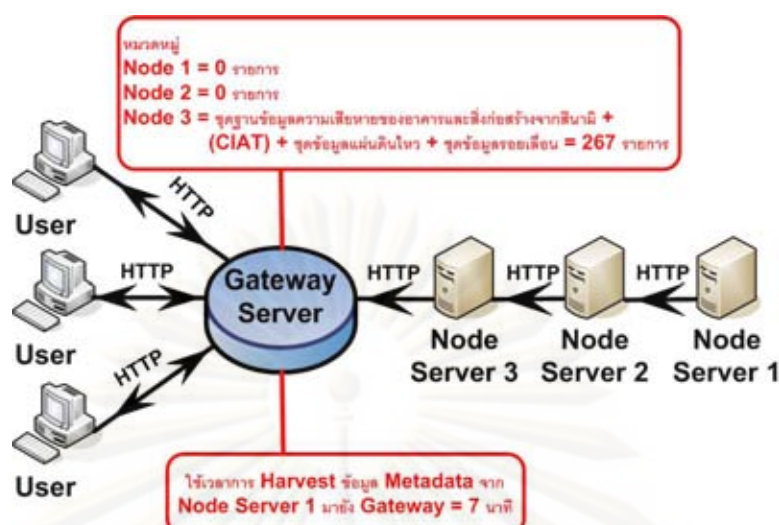 หมวดหมู่
Node 1 = 0 รายการ
Node 2 = 0 รายการ
Node 3 = ชุดฐานข้อมูลความเสียหายของอาคารและสิ่งก่อสร้างจากสึนามิ +
(CIAT) + ชุดข้อมูลแผ่นดินไหว + ชุดข้อมูลรอยเลื่อน = 267 รายการ
HTTP
User
HTTP
Gateway
Server
HTTP
HTTP
HTTP
User
Node
Server 3
Node
Server 2
Node
Server 1
HTTP
User
ใช้เวลาการ Harvest ข้อมูล Metadata จาก
Node Server 1 มายัง Gateway = 7 นาที